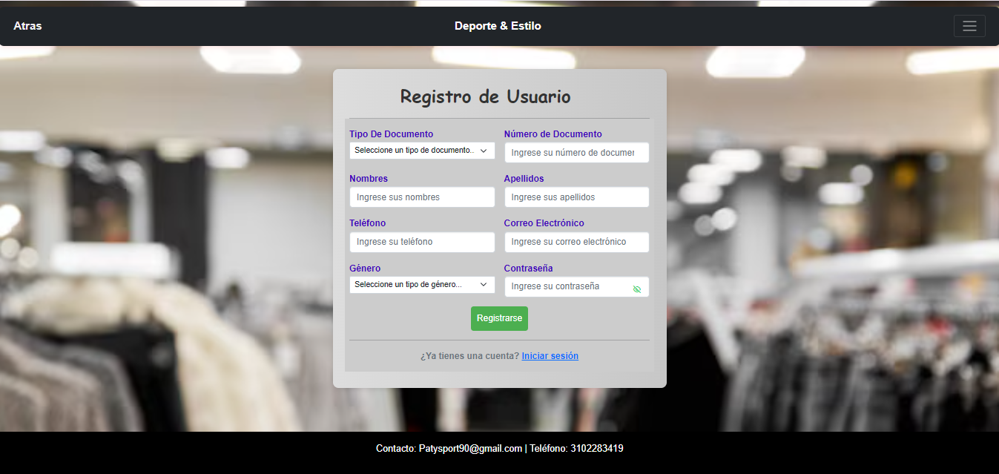 Atras Deporte & Estilo
Registro de Usuario
Tipo De Documento Número de Documento
Seleccione un tipo de documento.. Ingrese su número de documen
Nombres Apellidos
Ingrese sus nombres Ingrese sus apellidos
Teléfono Correo Electrónico
Ingrese su teléfono Ingrese su correo electrónico
Género Contraseña
Seleccione un tipo de género... Ingrese su contraseña
Registrarse
¿Ya tienes una cuenta? Iniciar sesión
Contacto: Patysport90@gmail.com | Teléfono: 3102283419